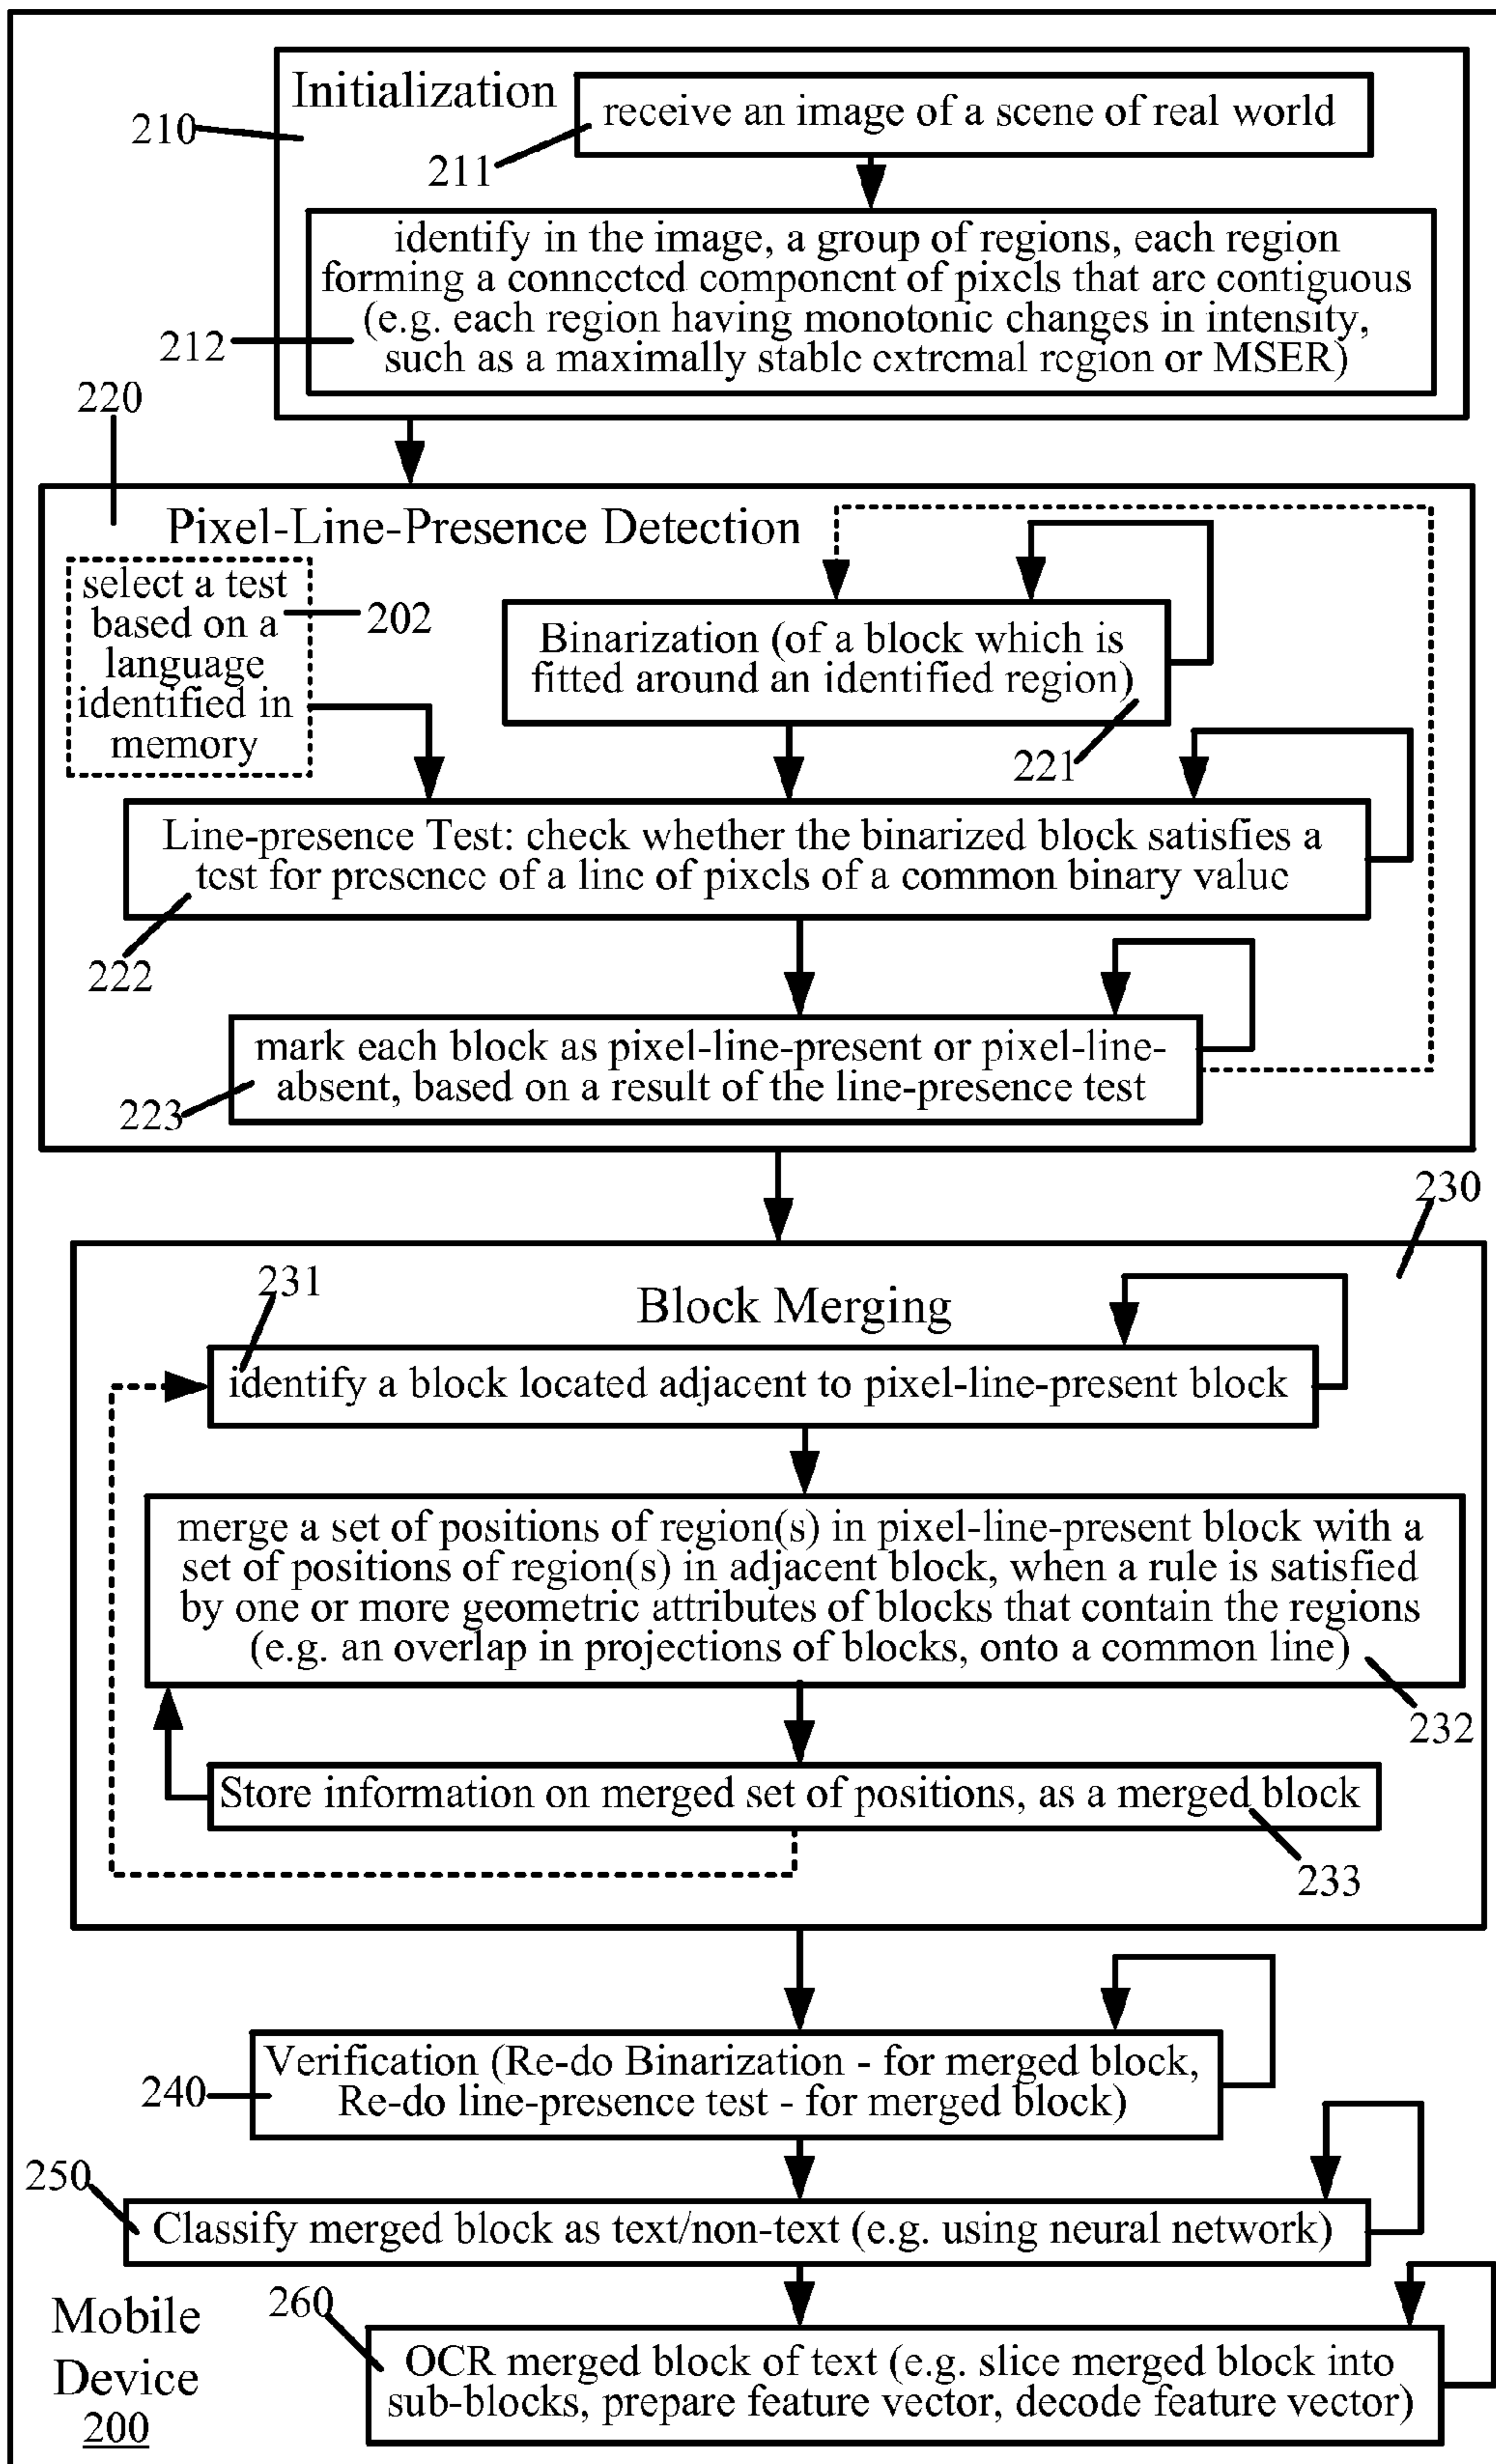 Initialization
receive an image of a scene of real world
210
211
identify in the image, a group of regions, each region
forming a connected component of pixels that are contiguous
(e.g. each region having monotonic changes in intensity,
such as a maximally stable extremal region or MSER)
212
220
Pixel-Line-Presence Detection
select a test
based on a
language
identified in
memory
202
Binarization (of a block which is
fitted around an identified region)
221
Line-presence Test: check whether the binarized block satisfies a
test for presence of a line of pixels of a common binary value
222
mark each block as pixel-line-present or pixel-line-
absent, based on a result of the line-presence test
223
230
231
Block Merging
identify a block located adjacent to pixel-line-present block
merge a set of positions of region(s) in pixel-line-present block with a
set of positions of region(s) in adjacent block, when a rule is satisfied
by one or more geometric attributes of blocks that contain the regions
(e.g. an overlap in projections of blocks, onto a common line)
232
Store information on merged set of positions, as a merged block
233
Verification (Re-do Binarization - for merged block,
Re-do line-presence test - for merged block)
240
250
Classify merged block as text/non-text (e.g. using neural network)
260
OCR merged block of text (e.g. slice merged block into
sub-blocks, prepare feature vector, decode feature vector)
Mobile
Device
200